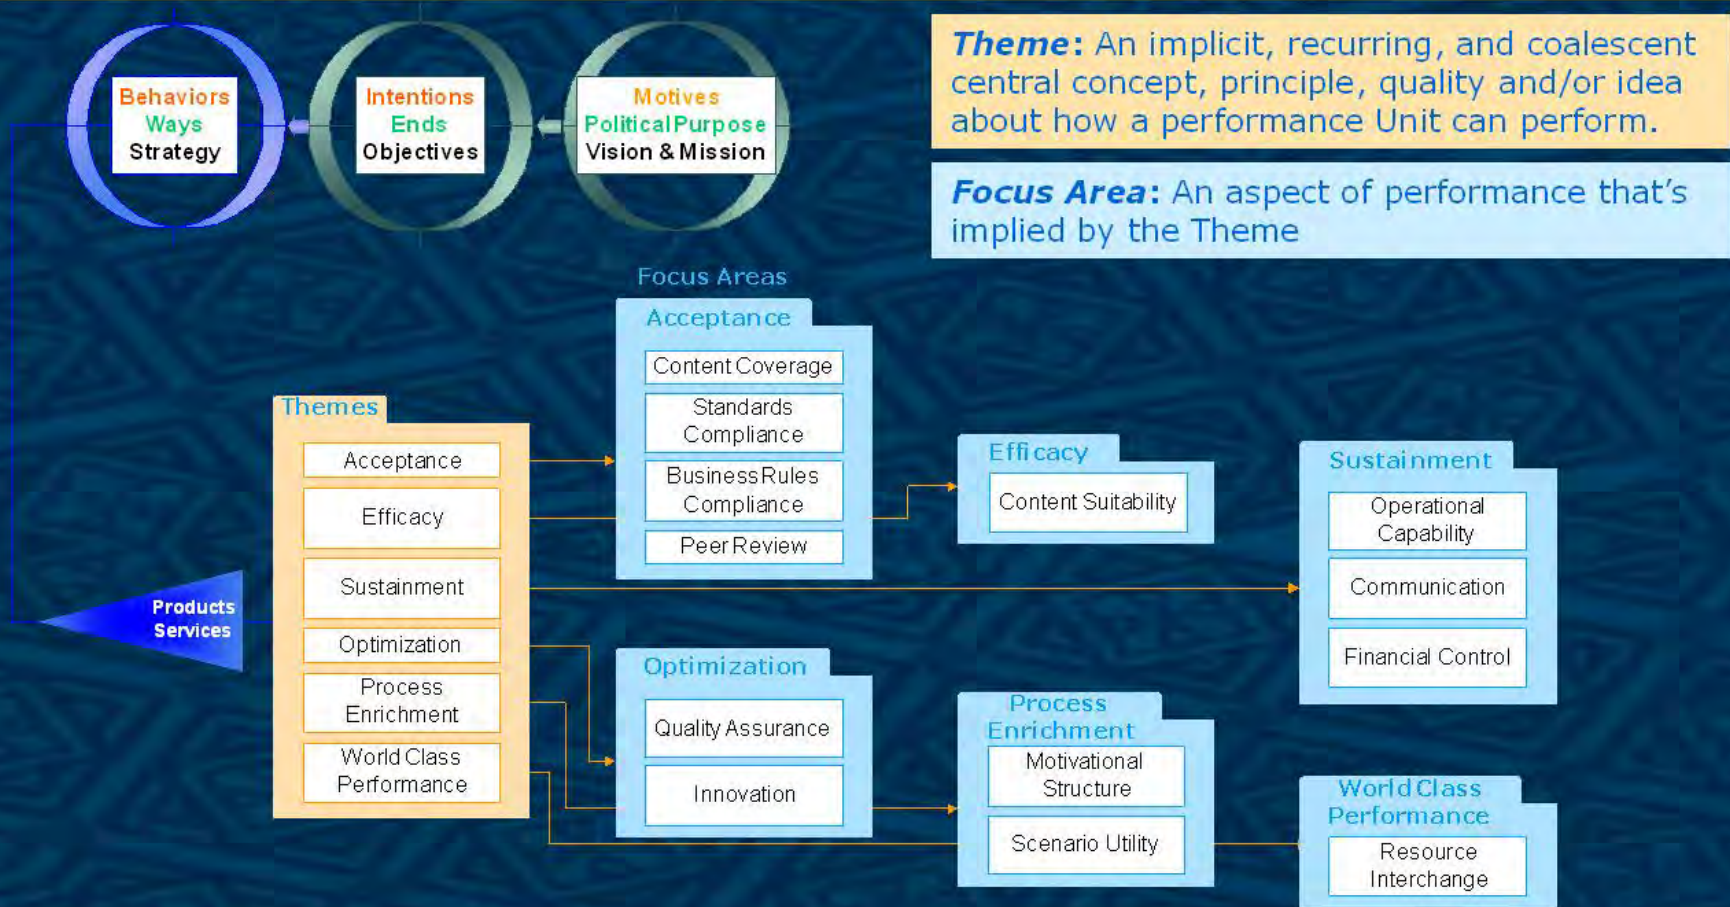 Behaviors
Ways
Strategy
Intentions
Ends
Objectives
Motives
Political Purpose
Vision & Mission
Theme: An implicit, recurring, and coalescent
central concept, principle, quality and/or idea
about how a performance Unit can perform.
Focus Area: An aspect of performance that's
implied by the Theme
Products
Services
Themes
Acceptance
Efficacy
Sustainment
Optimization
Process
Enrichment
World Class
Performance
Focus Areas
Acceptance
Content Coverage
Standards
Compliance
Business Rules
Compliance
Peer Review
Efficacy
Content Suitability
Sustainment
Operational
Capability
Communication
Financial Control
Optimization
Quality Assurance
Innovation
Process
Enrichment
Motivational
Structure
Scenario Utility
World Class
Performance
Resource
Interchange